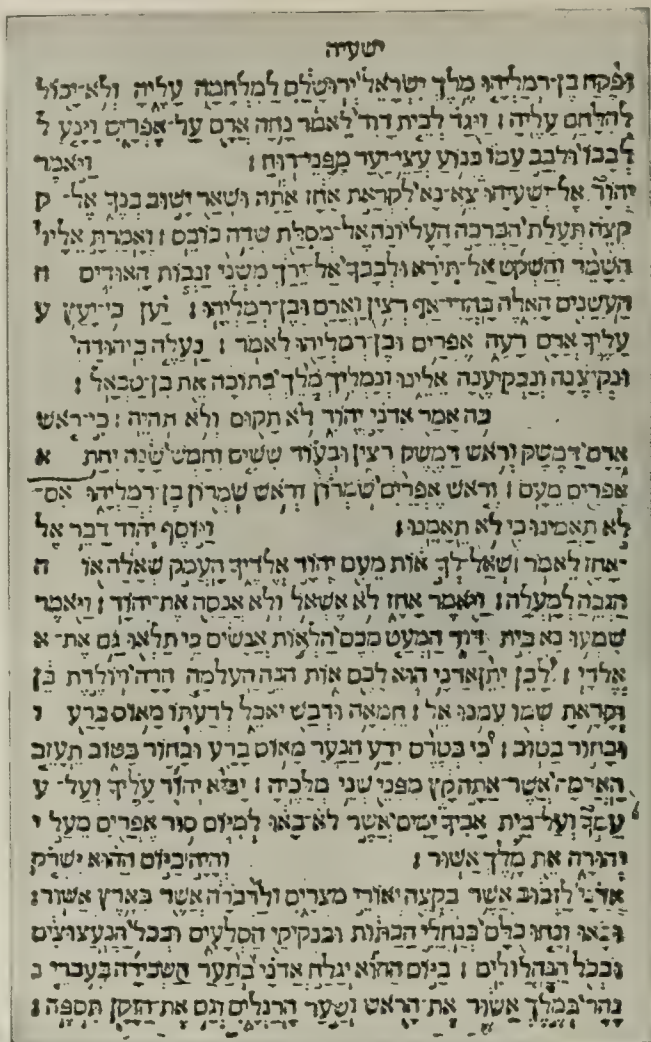 ישעיה
ופקח בן־רמליהו מלך ישראל ירושלם למלחמה עליה ולא־יכול
להלחם עליה : ויגד לבית דוד לאמר נחה ארם על־אפרים וינע ל
לבבו ולבב עמו כנוע עצי־יער מפני־רוח : ויאמר
יהוד אל־ישעיהו צא־נא לקראת אחז אתה ושאר ישוב בנך אל־ ק
קצה תעלת הברכה העליונה אל־מסלת שדה כובס : ואמרת אליו
השמר והשקט אל־תירא ולבבך אל־ירך משני זנבות האודים ה
העשנים האלה בחרי־אף רצין וארם ובן־רמליהו : יען כי־יעץ ע
עליך ארם רעה אפרים ובן־רמליהו לאמר : נעלה ביהודה
ונקיצנה ונבקיענה אלינו ונמליך מלך בתוכה את בן־טבאל :
כה אמר אדני יהוד לא תקום ולא תהיה : כי־ראש
ארם דמשק וראש דמשק רצין ובעוד ששים וחמש שנה יחת א
אפרים מעם : וראש אפרים שמרון וראש שמרון בן־רמליהו אם־
לא תאמינו כי לא תאמנו : ויוסף יהוד דבר אל
־אחז לאמר : שאל־לך אות מעם יהוד אלדיך העמק שאלה או ה
הגבה למעלה : ויאמר אחז לא אשאל ולא אנסה את־יהוד : ויאמר
שמעו נא בית דוד המעט מכם הלאות אנשים כי תלאו גם את־א
אלדי : לכן יתן אדני הוא לכם אות הנה העלמה הרה ויולדת בן
וקראת שמו עמנו אל : חמאה ודבש יאכל לדעתו מאוס ברע ו
ובחור בטוב : כי בטרם ידע הנער מאוס ברע ובחור בטוב תעזב
האדמה אשר־אתה קץ מפני שני מלכיה : יביא יהוד עליך ועל־ ע
עמך ועל־בית אביך ימים אשר לא־באו למיום סור אפרים מעל י
יהודה את מלך אשור : והיה ביום ההוא ישרק
אדני לזבוב אשר בקצה יאורי מצרים ולדברה אשר בארץ אשור :
ובאו ונחו כלם בנחלי הבתות ובנקיקי הסלעים ובכל הנעצוצים
ובכל הנהלולים : ביום ההוא יגלח אדני בתער השכירה בעברי נ
נהר במלך אשור את־הראש ושער הרגלים וגם את־הזקן תספה :